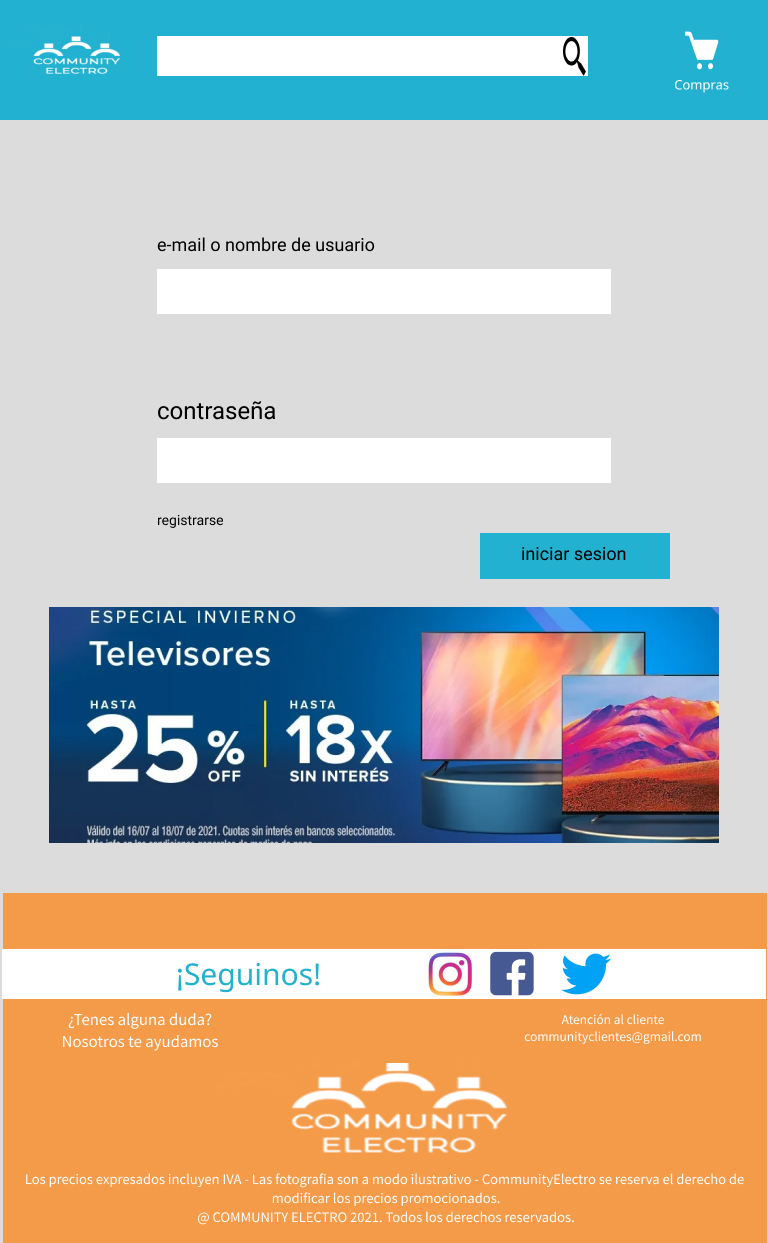 COMMUNITY
ELECTRO
Compras
e-mail o nombre de usuario
contraseña
registrarse
iniciar sesion
ESPECIAL INVIERNO
Televisores
HASTA
25% OFF
HASTA
18x
SIN INTERÉS
Válido del 16/07 al 18/07 de 2021. Cuotas sin interés en bancos seleccionados.
¡Seguinos!
¿Tenes alguna duda?
Nosotros te ayudamos
Atención al cliente
communityclientes@gmail.com
COMMUNITY
ELECTRO
Los precios expresados incluyen IVA - Las fotografia son a modo ilustrativo - CommunityElectro se reserva el derecho de
modificar los precios promocionados.
@ COMMUNITY ELECTRO 2021. Todos los derechos reservados.